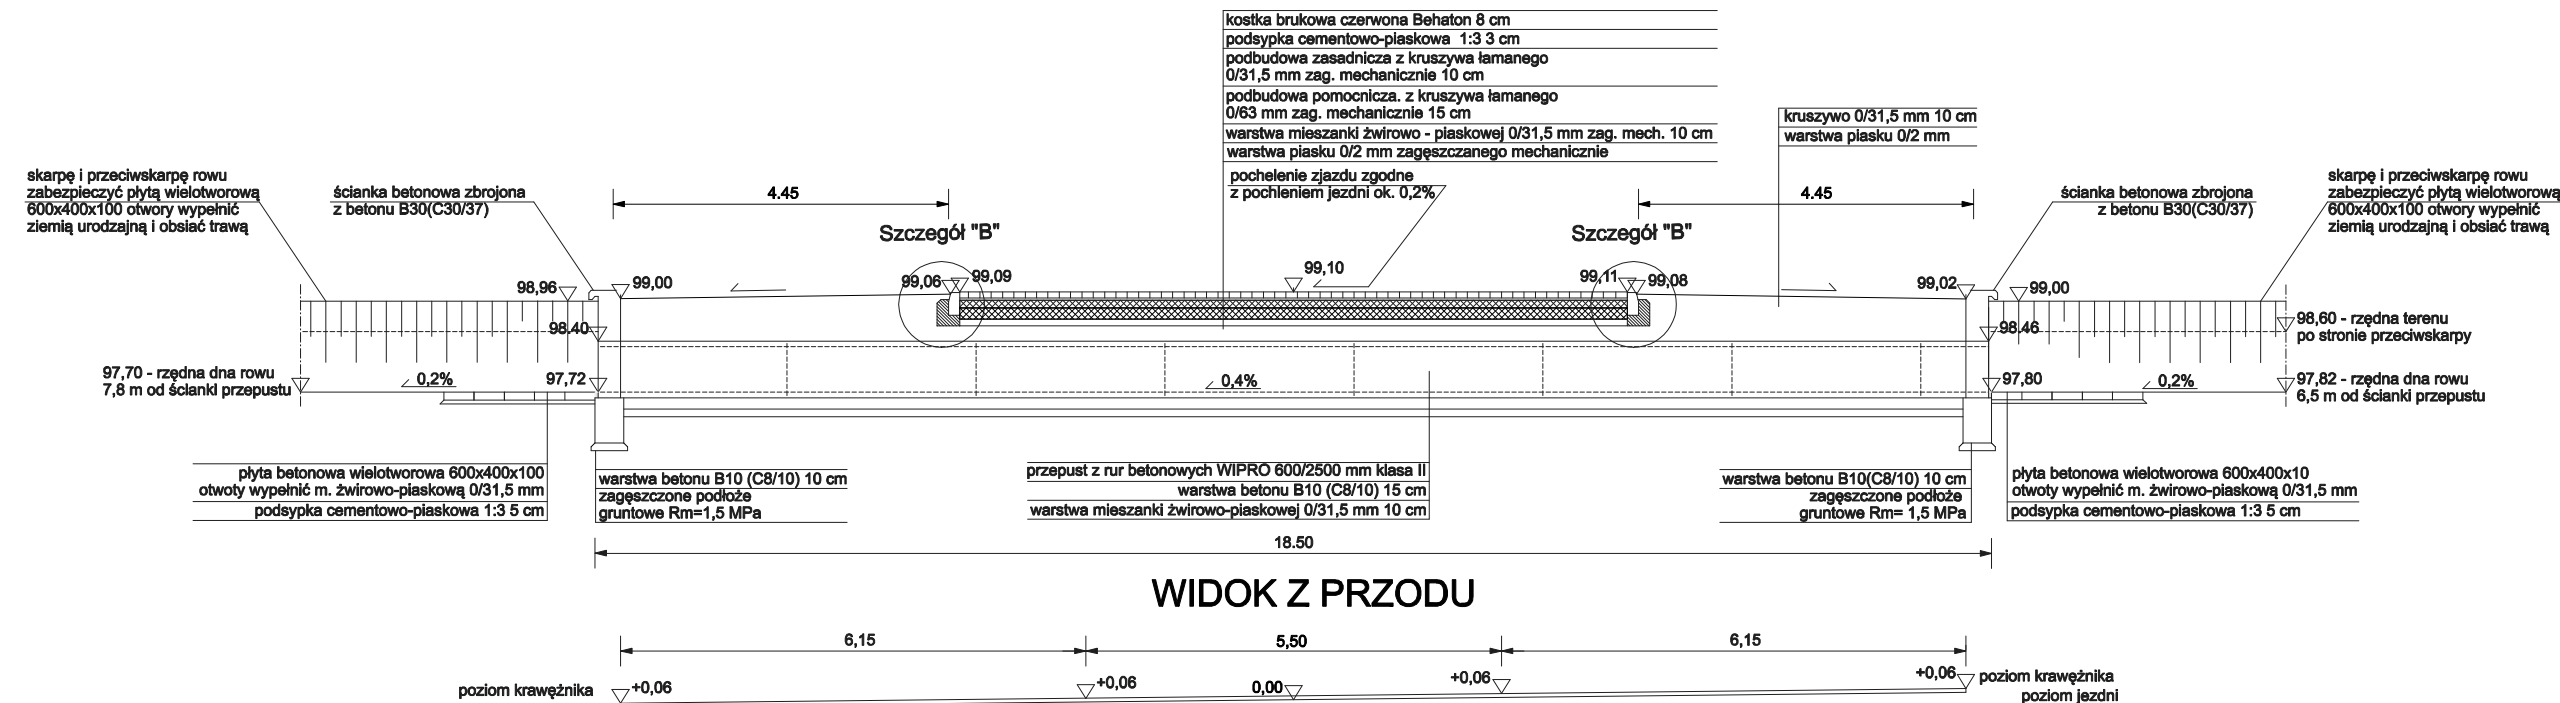 kostka brukowa czerwona Behaton 8 cm
podsypka cementowo-piaskowa 1:3 3 cm
podbudowa zasadnicza z kruszywa łamanego
0/31,5 mm zag. mechanicznie 10 cm
podbudowa pomocnicza. z kruszywa łamanego
0/63 mm zag. mechanicznie 15 cm
warstwa mieszanki żwirowo - piaskowej 0/31,5 mm zag. mech. 10 cm
warstwa piasku 0/2 mm zagęszczanego mechanicznie
pochelenie zjazdu zgodne
z pochleniem jezdni ok. 0,2%
kruszywo 0/31,5 mm 10 cm
warstwa piasku 0/2 mm
skarpę i przeciwskarpę rowu
zabezpieczyć płytą wielotworową
600x400x100 otwory wypełnić
ziemią urodzajną i obsiać trawą
ścianka betonowa zbrojona
z betonu B30(C30/37)
4.45
Szczegół "B"
4.45
Szczegół "B"
ścianka betonowa zbrojona
z betonu B30(C30/37)
skarpę i przeciwskarpę rowu
zabezpieczyć płytą wielotworową
600x400x100 otwory wypełnić
ziemią urodzajną i obsiać trawą
98,96
99,00
99,06
99,09
99,10
99,11
99,08
99,02
99,00
98.40
98.46
98,60 - rzędna terenu
po stronie przeciwskarpy
97,70 - rzędna dna rowu
7,8 m od ścianki przepustu
0,2%
97,72
0,4%
97,80
0,2%
97,82 - rzędna dna rowu
6,5 m od ścianki przepustu
płyta betonowa wielotworowa 600x400x100
otwoty wypełnić m. żwirowo-piaskową 0/31,5 mm
podsypka cementowo-piaskowa 1:3 5 cm
warstwa betonu B10 (C8/10) 10 cm
zagęszczone podłoże
gruntowe Rm=1,5 MPa
przepust z rur betonowych WIPRO 600/2500 mm klasa II
warstwa betonu B10 (C8/10) 15 cm
warstwa mieszanki żwirowo-piaskowej 0/31,5 mm 10 cm
warstwa betonu B10(C8/10) 10 cm
zagęszczone podłoże
gruntowe Rm= 1,5 MPa
płyta betonowa wielotworowa 600x400x10
otwoty wypełnić m. żwirowo-piaskową 0/31,5 mm
podsypka cementowo-piaskowa 1:3 5 cm
18.50
WIDOK Z PRZODU
6,15
5,50
6,15
poziom krawężnika
+0,06
+0,06
0,00
+0,06
+0,06
poziom krawężnika
poziom jezdni